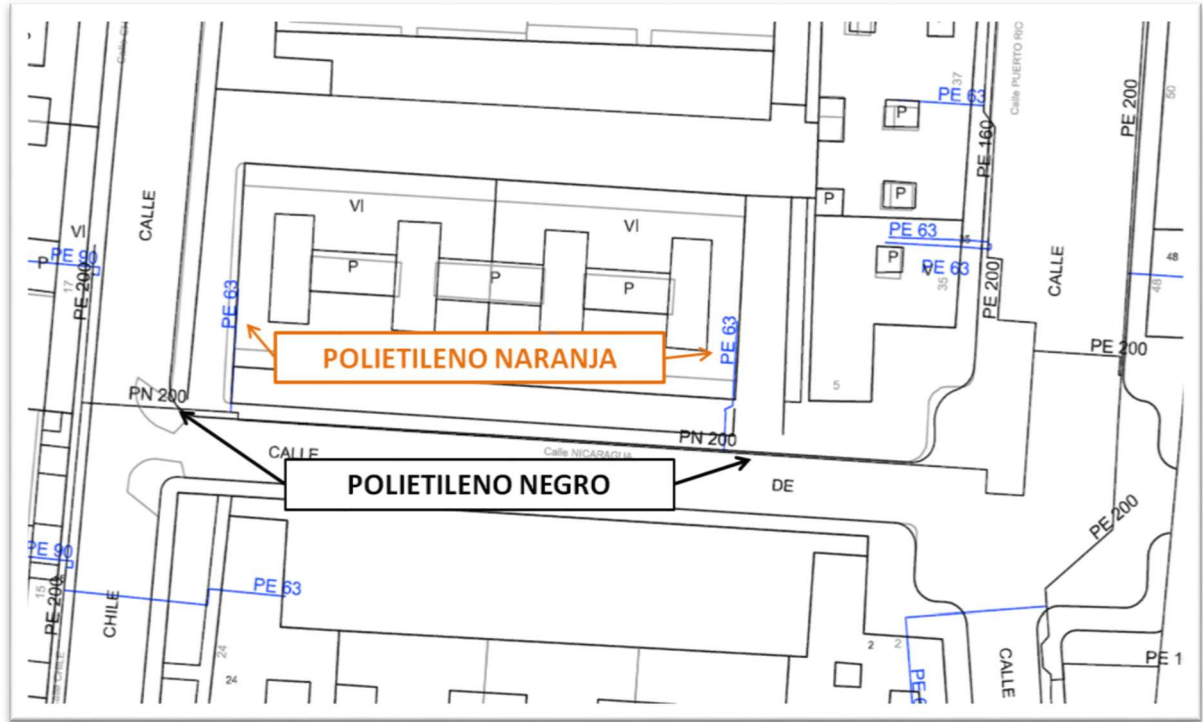 37
Calle PUERTO RIC
50
PE 63
P
PE 160
PE 200
CALLE
VI
VI
P
P
PE 63
35
PE 63
P
VI
PE 90
P
17
PE 200
P
P
P
PE 200
CALLE
48
48
35
PE 63
PE 63
POLIETILENO NARANJA
PE 200
5
PN 200
PN 200
CALLE
Calle NICARAGUA
POLIETILENO NEGRO
DE
PE 200
PE 90
15
PE 200
PE 63
CHILE
24
24
2
2
CALLE
PE 1